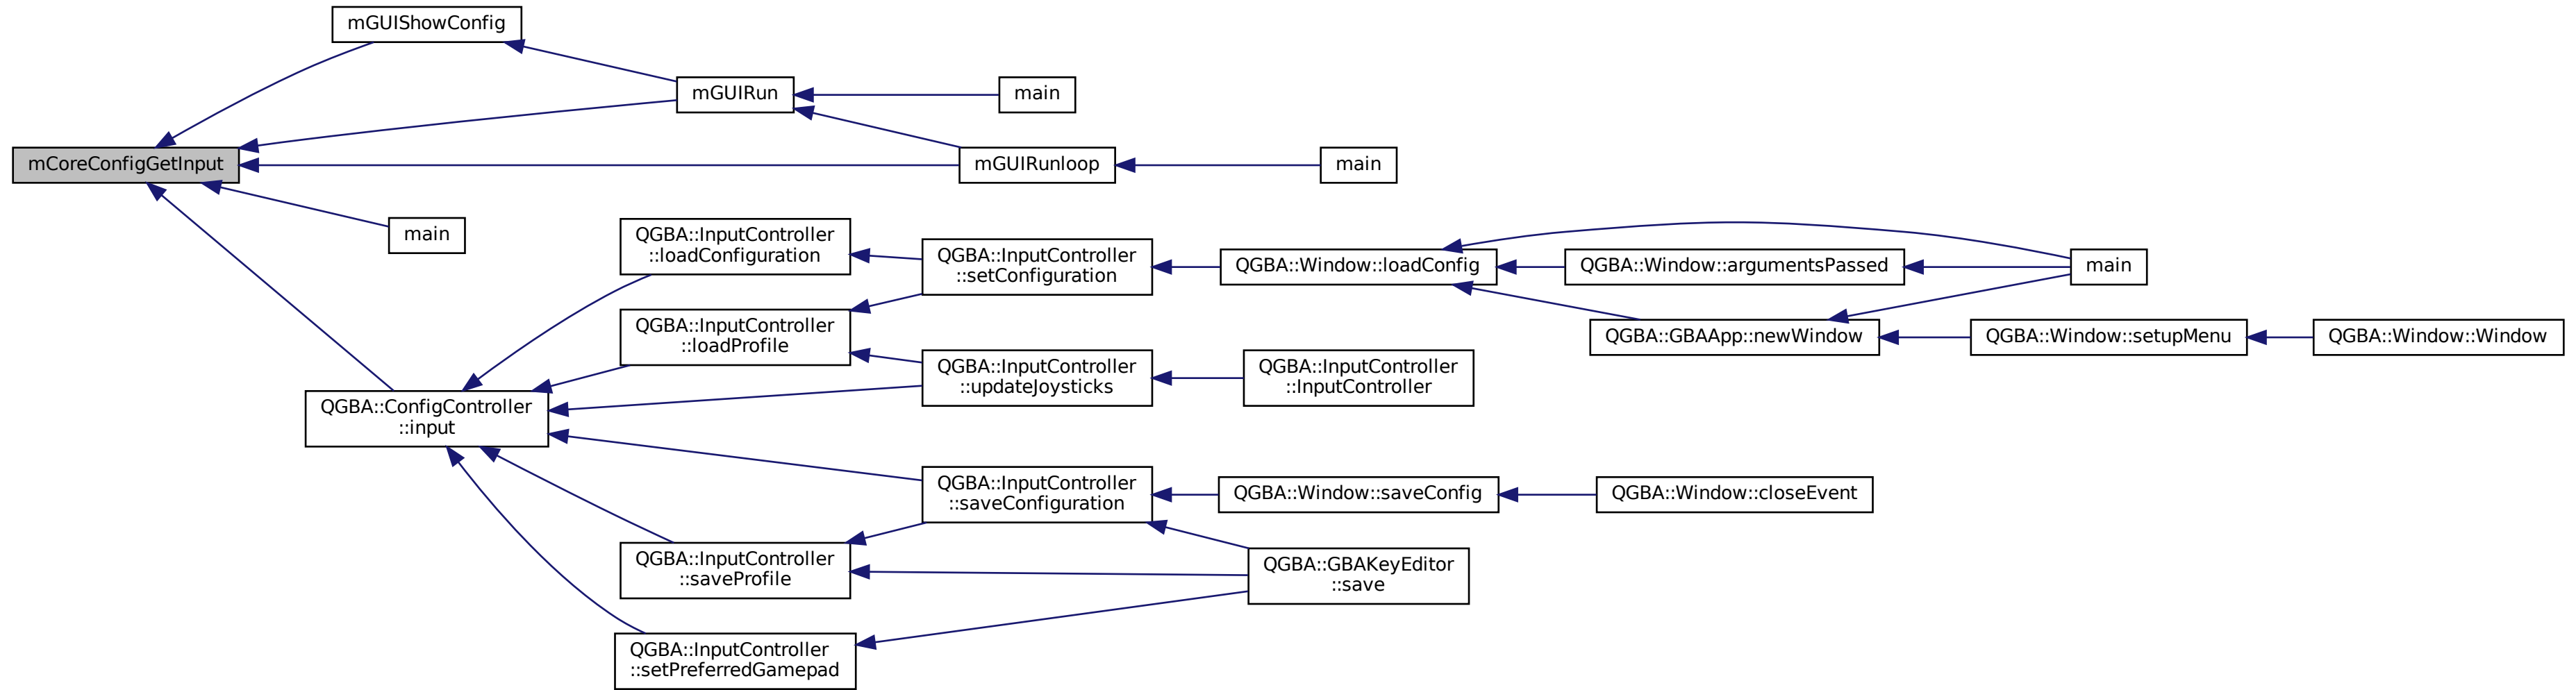 mGUIShowConfig
mGUIRun
main
mCoreConfigGetInput
mGUIRunloop
main
main
QGBA::InputController
::loadConfiguration
QGBA::InputController
::setConfiguration
QGBA::Window::loadConfig
QGBA::Window::argumentsPassed
main
QGBA::InputController
::loadProfile
QGBA::GBAApp::newWindow
QGBA::Window::setupMenu
QGBA::Window::Window
QGBA::InputController
::updateJoysticks
QGBA::InputController
::InputController
QGBA::ConfigController
::input
QGBA::InputController
::saveConfiguration
QGBA::Window::saveConfig
QGBA::Window::closeEvent
QGBA::InputController
::saveProfile
QGBA::GBAKeyEditor
::save
QGBA::InputController
::setPreferredGamepad